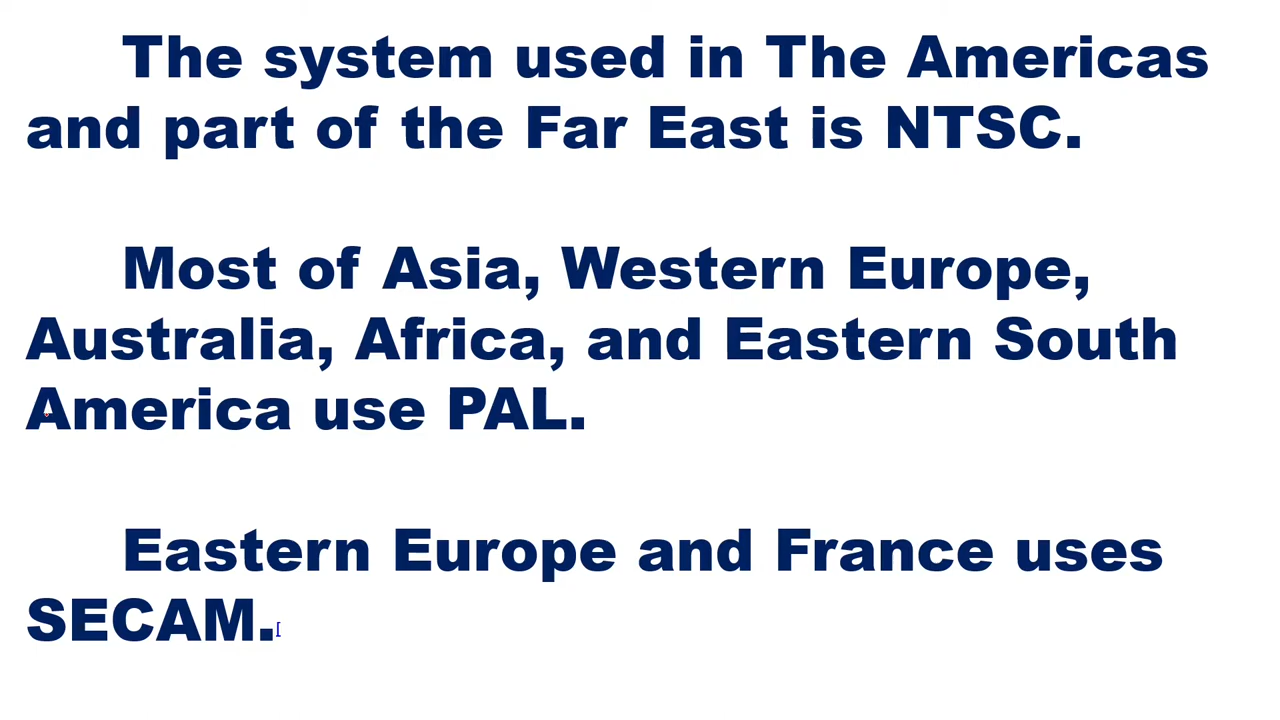 The system used in The Americas
and part of the Far East is NTSC.
Most of Asia, Western Europe,
Australia, Africa, and Eastern South
America use PAL.
Eastern Europe and France uses
SECAM.[